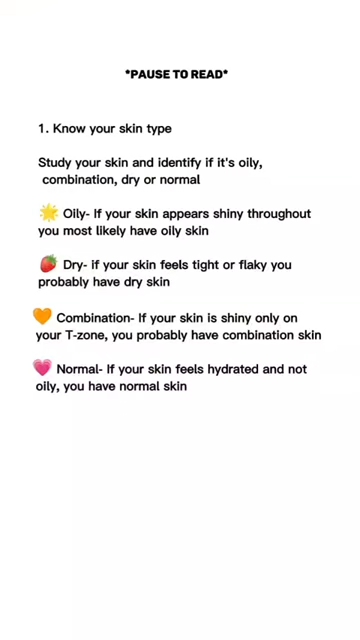 *PAUSE TO READ*
1. Know your skin type
Study your skin and identify if it's oily,
combination, dry or normal
🌟 Oily- If your skin appears shiny throughout
you most likely have oily skin
🍓 Dry- if your skin feels tight or flaky you
probably have dry skin
🧡 Combination- If your skin is shiny only on
your T-zone, you probably have combination skin
💗 Normal- If your skin feels hydrated and not
oily, you have normal skin